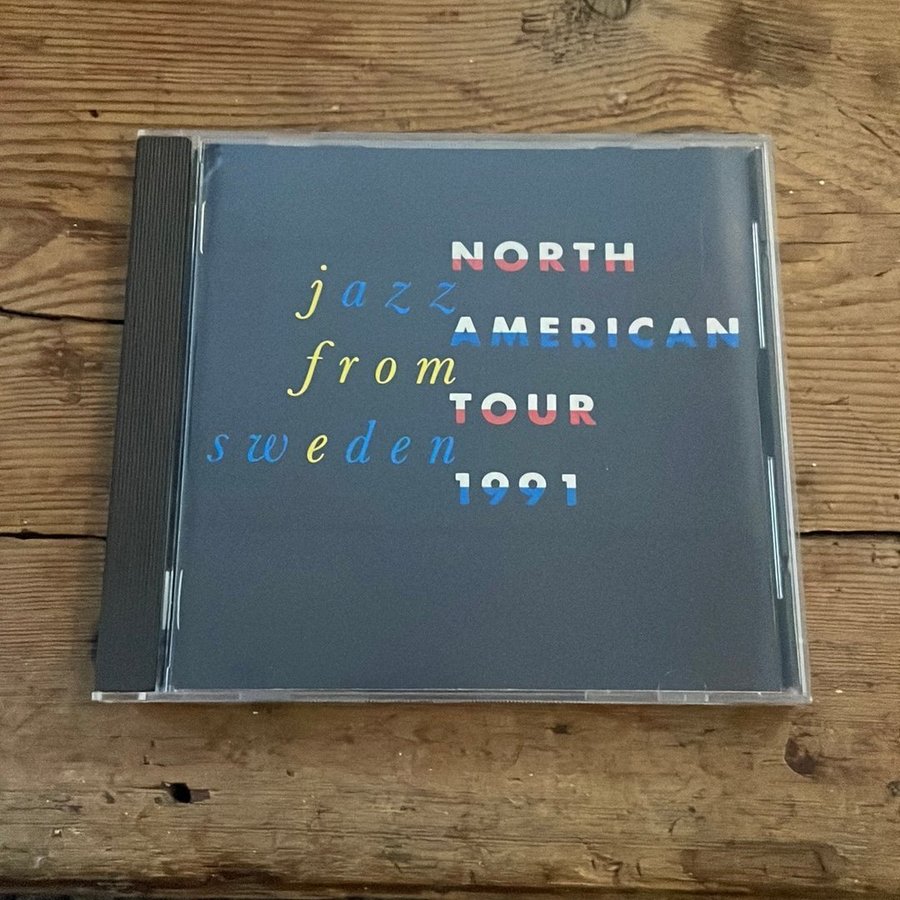 NORTH
jazz
AMERICAN
from
TOUR
sweden
1991